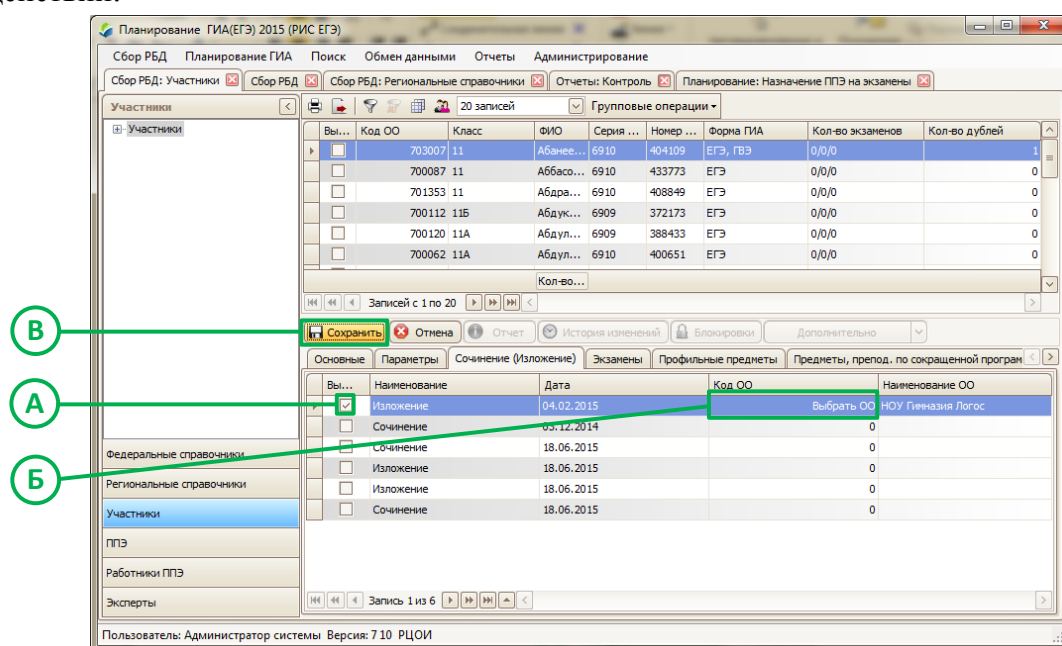 действий:
Планирование ГИА(ЕГЭ) 2015 (РИС ЕГЭ)
Сбор РБД Планирование ГИА Поиск Обмен данными Отчеты Администрирование
Сбор РБД: Участники Сбор РБД Сбор РБД: Региональные справочники Отчеты: Контроль Планирование: Назначение ППЭ на экзамены
Участники 20 записей Групповые операции
Участники
Вы... Код ОО Класс ФИО Серия ... Номер ... Форма ГИА Кол-во экзаменов Кол-во дублей
703007 11 Абанее... 6910 404109 ЕГЭ, ГВЭ 0/0/0 1
700087 11 Аббасо... 6910 433773 ЕГЭ 0/0/0 0
701353 11 Абдра... 6910 408849 ЕГЭ 0/0/0 0
700112 11Б Абдук... 6909 372173 ЕГЭ 0/0/0 0
700120 11А Абдул... 6909 388433 ЕГЭ 0/0/0 0
700062 11А Абдул... 6910 400651 ЕГЭ 0/0/0 0
Кол-во...
Записей с 1 по 20
В
Сохранить Отмена Отчет История изменений Блокировки Дополнительно
Основные Параметры Сочинение (Изложение) Экзамены Профильные предметы Предметы, препод. по сокращенной програм
Вы... Наименование Дата Код ОО Наименование ОО
А
Изложение 04.02.2015 Выбрать ОО НОУ Гимназия Логос
Сочинение 03.12.2014 0
Сочинение 18.06.2015 0
Изложение 18.06.2015 0
Изложение 18.06.2015 0
Сочинение 18.06.2015 0
Б
Федеральные справочники
Региональные справочники
Участники
ППЭ
Работники ППЭ
Эксперты
Запись 1 из 6
Пользователь: Администратор системы Версия: 7 10 РЦОИ